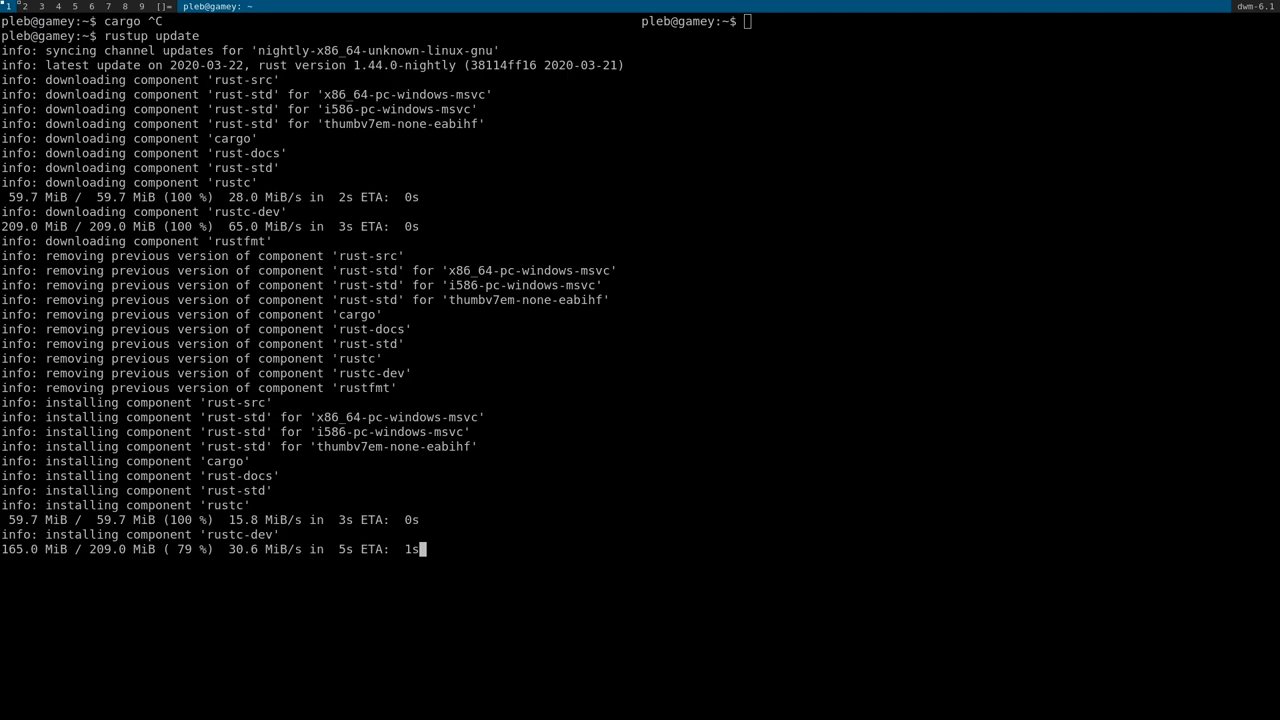 1 2 3 4 5 6 7 8 9 []= pleb@gamey: ~ dwm-6.1
pleb@gamey:~$ cargo ^C
pleb@gamey:~$ rustup update
info: syncing channel updates for 'nightly-x86_64-unknown-linux-gnu'
info: latest update on 2020-03-22, rust version 1.44.0-nightly (38114ff16 2020-03-21)
info: downloading component 'rust-src'
info: downloading component 'rust-std' for 'x86_64-pc-windows-msvc'
info: downloading component 'rust-std' for 'i586-pc-windows-msvc'
info: downloading component 'rust-std' for 'thumbv7em-none-eabihf'
info: downloading component 'cargo'
info: downloading component 'rust-docs'
info: downloading component 'rust-std'
info: downloading component 'rustc'
59.7 MiB / 59.7 MiB (100 %) 28.0 MiB/s in 2s ETA: 0s
info: downloading component 'rustc-dev'
209.0 MiB / 209.0 MiB (100 %) 65.0 MiB/s in 3s ETA: 0s
info: downloading component 'rustfmt'
info: removing previous version of component 'rust-src'
info: removing previous version of component 'rust-std' for 'x86_64-pc-windows-msvc'
info: removing previous version of component 'rust-std' for 'i586-pc-windows-msvc'
info: removing previous version of component 'rust-std' for 'thumbv7em-none-eabihf'
info: removing previous version of component 'cargo'
info: removing previous version of component 'rust-docs'
info: removing previous version of component 'rust-std'
info: removing previous version of component 'rustc'
info: removing previous version of component 'rustc-dev'
info: removing previous version of component 'rustfmt'
info: installing component 'rust-src'
info: installing component 'rust-std' for 'x86_64-pc-windows-msvc'
info: installing component 'rust-std' for 'i586-pc-windows-msvc'
info: installing component 'rust-std' for 'thumbv7em-none-eabihf'
info: installing component 'cargo'
info: installing component 'rust-docs'
info: installing component 'rust-std'
info: installing component 'rustc'
59.7 MiB / 59.7 MiB (100 %) 15.8 MiB/s in 3s ETA: 0s
info: installing component 'rustc-dev'
165.0 MiB / 209.0 MiB ( 79 %) 30.6 MiB/s in 5s ETA: 1s
pleb@gamey:~$